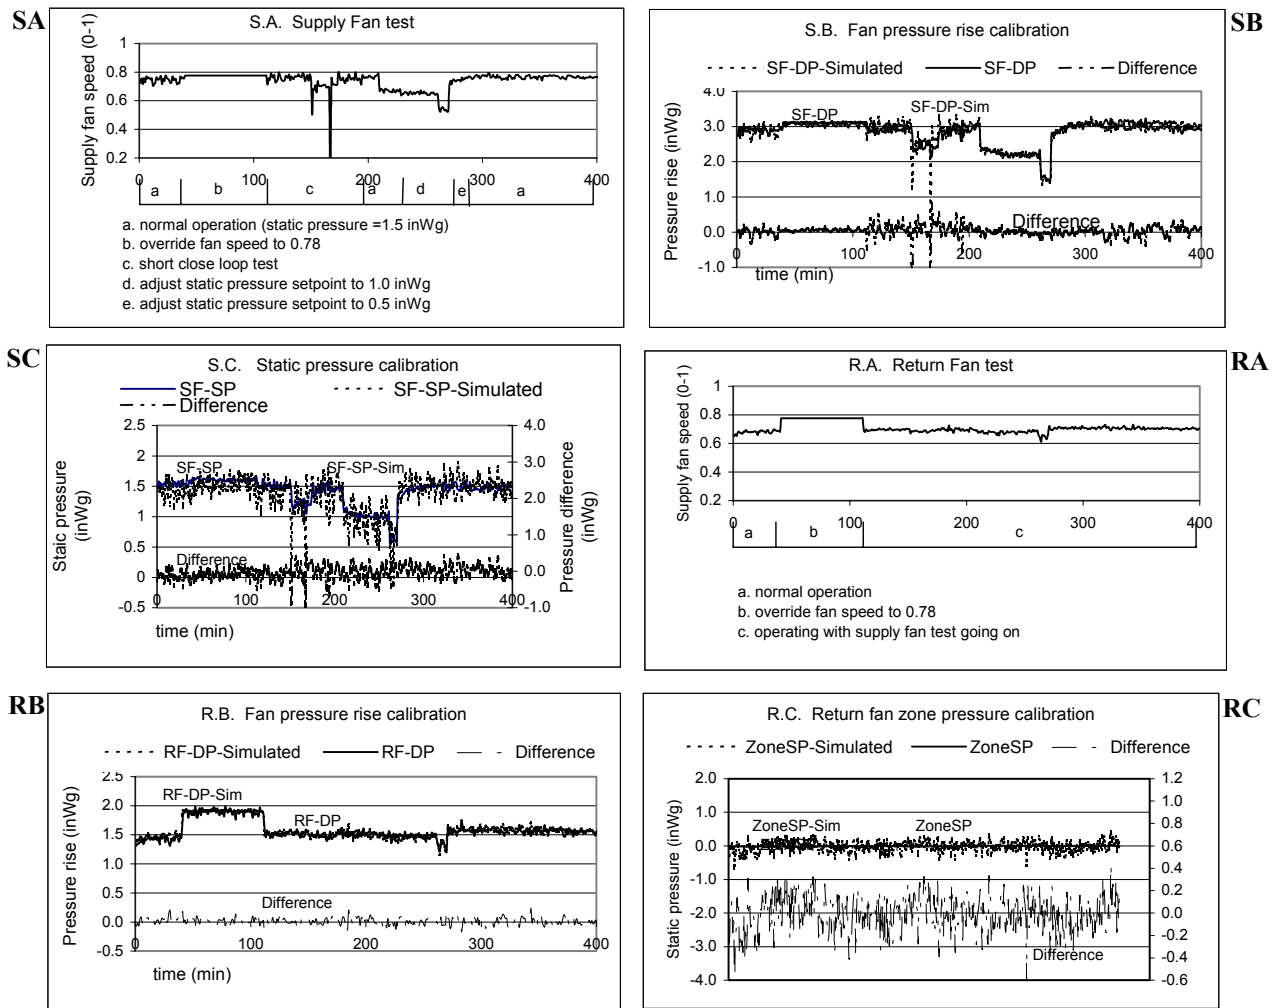 SA
S.A. Supply Fan test
Supply fan speed (0-1)
1
0.8
0.6
0.4
0.2
0 100 200 300 400
a b c a d e a
a. normal operation (static pressure =1.5 inWg)
b. override fan speed to 0.78
c. short close loop test
d. adjust static pressure setpoint to 1.0 inWg
e. adjust static pressure setpoint to 0.5 inWg
SB
S.B. Fan pressure rise calibration
SF-DP-Simulated SF-DP Difference
Pressure rise (inWg)
4.0
3.0
2.0
1.0
0.0
-1.0
SF-DP
SF-DP-Sim
Difference
0 100 200 300 400
time (min)
SC
S.C. Static pressure calibration
SF-SP SF-SP-Simulated
Difference
Staic pressure
(inWg)
2.5
2
1.5
1
0.5
0
-0.5
SF-SP
SF-SP-Sim
Difference
0 100 200 300 400
4.0
3.0
2.0
1.0
0.0
-1.0
Pressure difference
(inWg)
time (min)
RA
R.A. Return Fan test
Supply fan speed (0-1)
1
0.8
0.6
0.4
0.2
0 100 200 300 400
a b c
a. normal operation
b. override fan speed to 0.78
c. operating with supply fan test going on
RB
R.B. Fan pressure rise calibration
RF-DP-Simulated RF-DP Difference
Pressure rise (inWg)
2.5
2.0
1.5
1.0
0.5
0.0
-0.5
RF-DP-Sim
RF-DP
Difference
0 100 200 300 400
time (min)
RC
R.C. Return fan zone pressure calibration
ZoneSP-Simulated ZoneSP Difference
Static pressure (inWg)
2.0
1.0
0.0
-1.0
-2.0
-3.0
-4.0
ZoneSP-Sim
ZoneSP
Difference
1.2
1.0
0.8
0.6
0.4
0.2
0.0
-0.2
-0.4
-0.6